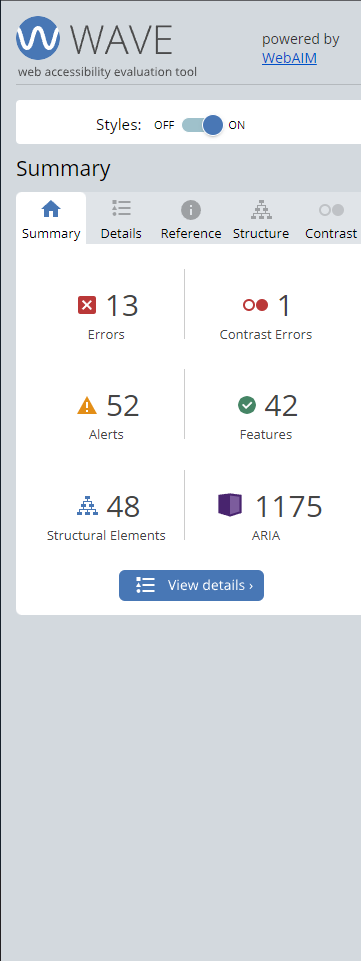 WAVE
web accessibility evaluation tool
powered by
WebAIM
Styles: OFF ON
Summary
Summary Details Reference Structure Contrast
13 1
Errors Contrast Errors
52 42
Alerts Features
48 1175
Structural Elements ARIA
View details ›